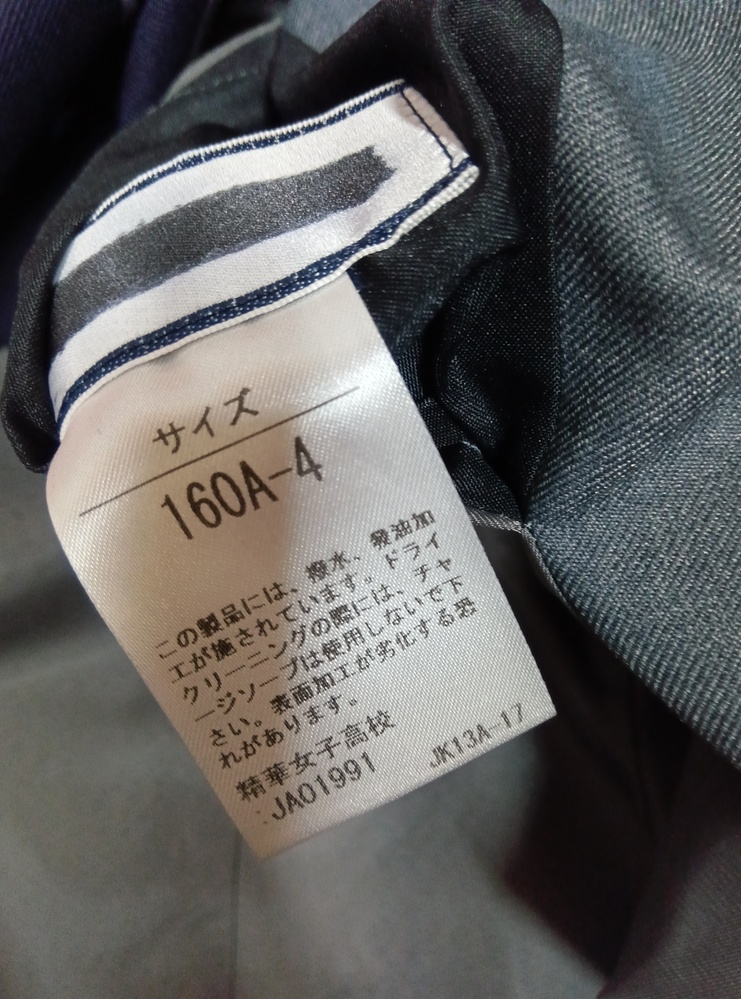 サイズ
160A-4
この製品には、撥水、発油加
工が施されています。ドライ
クリーニングの際には、チャ
ージソープは使用しないで下
さい。表面加工が劣化する恐
れがあります。
精華女子高校
JA01991 JK13A-17